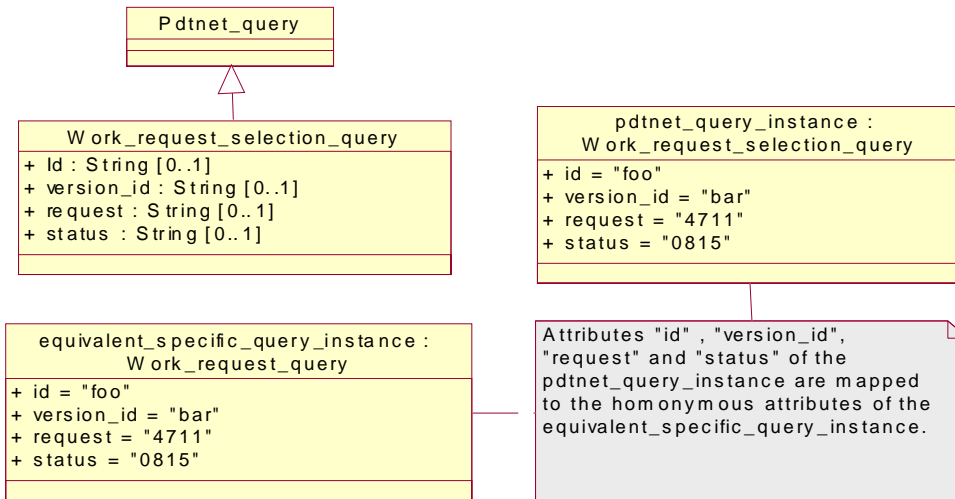 Pdtnet_query
Work_request_selection_query
+ Id : String [0..1]
+ version_id : String [0..1]
+ request : String [0..1]
+ status : String [0..1]
pdtnet_query_instance :
Work_request_selection_query
+ id = "foo"
+ version_id = "bar"
+ request = "4711"
+ status = "0815"
equivalent_specific_query_instance :
Work_request_query
+ id = "foo"
+ version_id = "bar"
+ request = "4711"
+ status = "0815"
Attributes "id" , "version_id",
"request" and "status" of the
pdtnet_query_instance are mapped
to the homonymous attributes of the
equivalent_specific_query_instance.